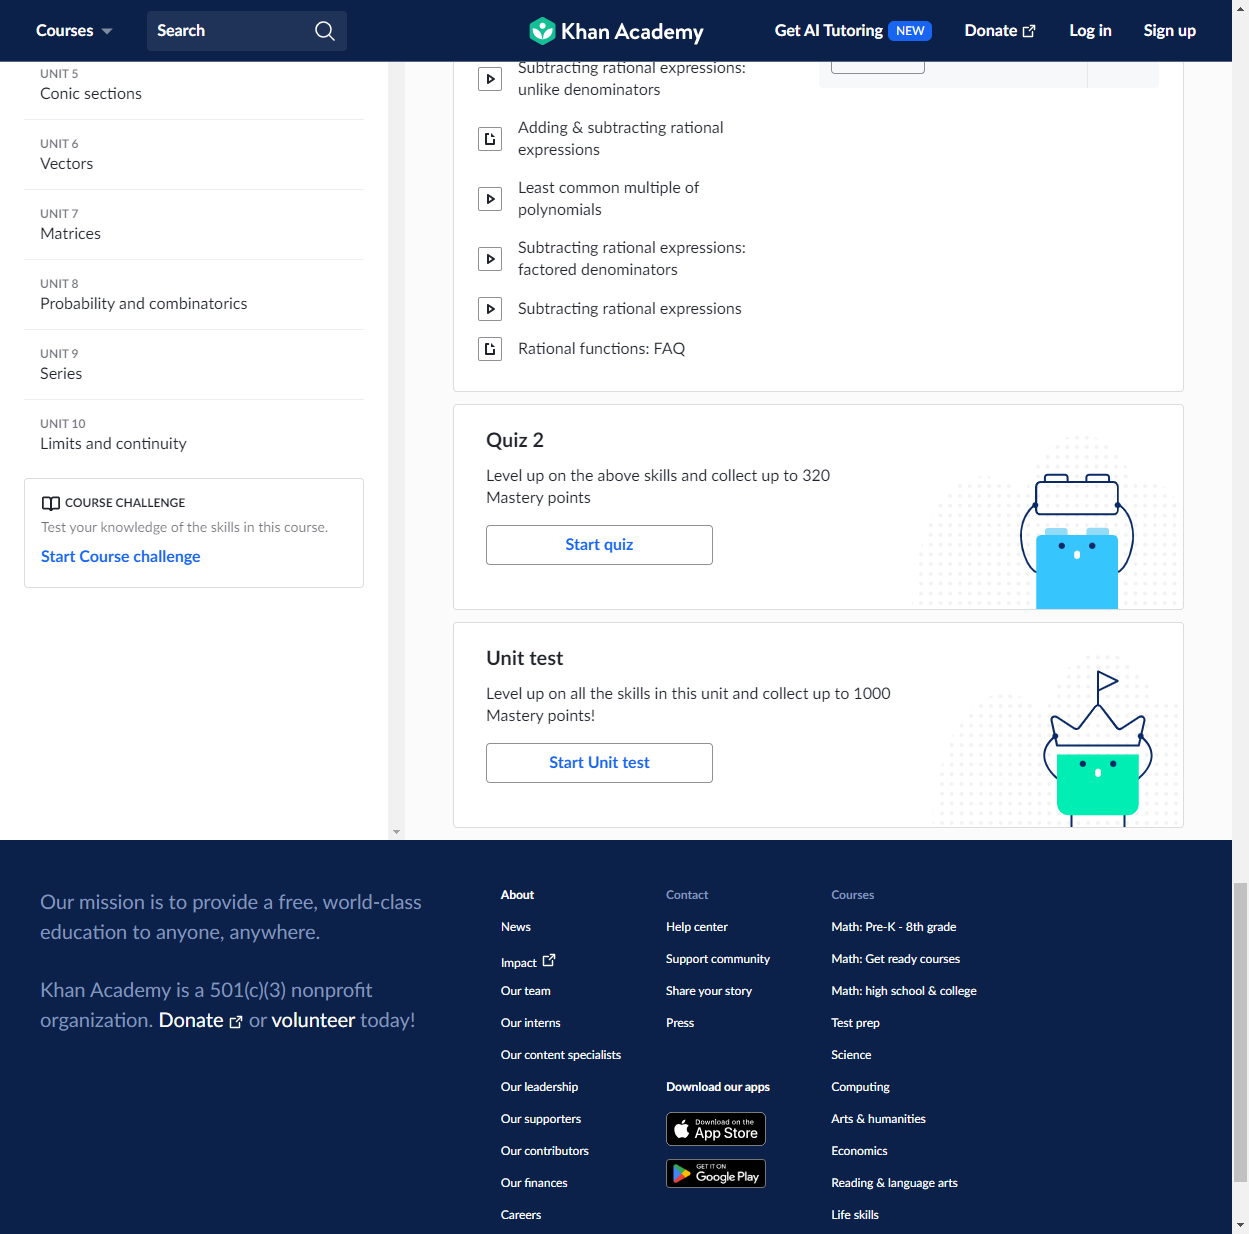 Courses
Search
Khan Academy
Get AI Tutoring NEW
Donate
Log in
Sign up
UNIT 5
Conic sections
UNIT 6
Vectors
UNIT 7
Matrices
UNIT 8
Probability and combinatorics
UNIT 9
Series
UNIT 10
Limits and continuity
COURSE CHALLENGE
Test your knowledge of the skills in this course.
Start Course challenge
Subtracting rational expressions:
unlike denominators
Adding & subtracting rational
expressions
Least common multiple of
polynomials
Subtracting rational expressions:
factored denominators
Subtracting rational expressions
Rational functions: FAQ
Quiz 2
Level up on the above skills and collect up to 320
Mastery points
Start quiz
Unit test
Level up on all the skills in this unit and collect up to 1000
Mastery points!
Start Unit test
Our mission is to provide a free, world-class
education to anyone, anywhere.
Khan Academy is a 501(c)(3) nonprofit
organization. Donate or volunteer today!
About
News
Impact
Our team
Our interns
Our content specialists
Our leadership
Our supporters
Our contributors
Our finances
Careers
Contact
Help center
Support community
Share your story
Press
Download our apps
Download on the
App Store
GET IT ON
Google Play
Courses
Math: Pre-K - 8th grade
Math: Get ready courses
Math: high school & college
Test prep
Science
Computing
Arts & humanities
Economics
Reading & language arts
Life skills